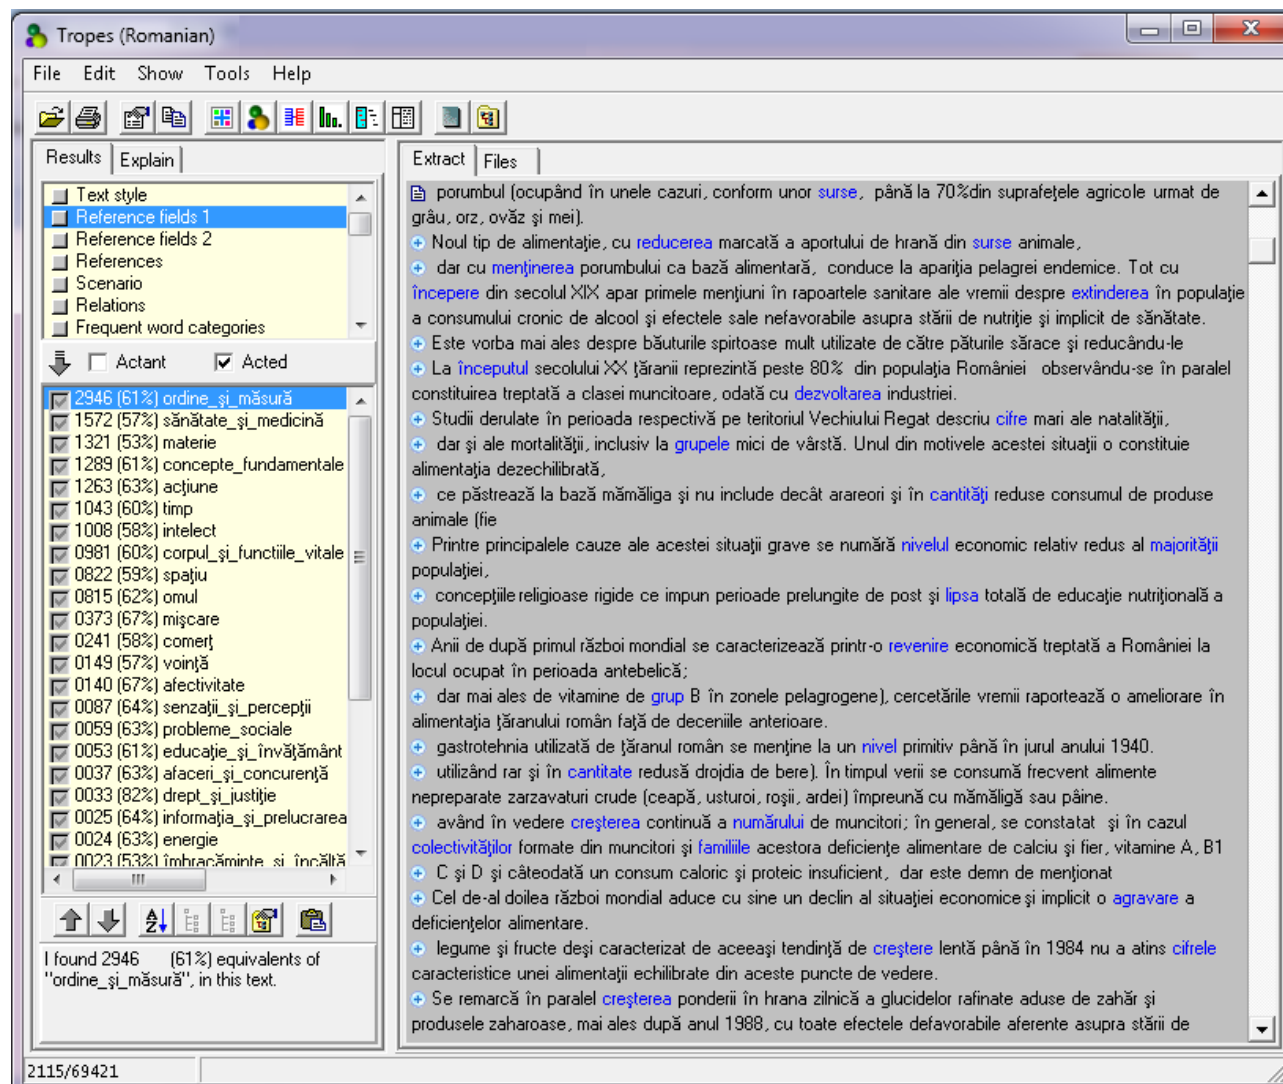 Tropes (Romanian)
File Edit Show Tools Help
Results Explain
Text style
Reference fields 1
Reference fields 2
References
Scenario
Relations
Frequent word categories
Actant Acted
2946 (61%) ordine_şi_măsură
1572 (57%) sănătate_şi_medicină
1321 (53%) materie
1289 (61%) concepte_fundamentale
1263 (63%) acţiune
1043 (60%) timp
1008 (58%) intelect
0981 (60%) corpul_şi_functiile_vitale
0822 (59%) spaţiu
0815 (62%) omul
0373 (67%) mişcare
0241 (58%) comerţ
0149 (57%) voinţă
0140 (67%) afectivitate
0087 (64%) senzaţii_şi_percepţii
0059 (63%) probleme_sociale
0053 (61%) educaţie_şi_învăţământ
0037 (63%) afaceri_şi_concurenţă
0033 (82%) drept_şi_justiţie
0025 (64%) informaţia_şi_prelucrarea
0024 (63%) energie
0023 (53%) îmbracăminte_şi_încălţă
I found 2946 (61%) equivalents of
"ordine_şi_măsură", in this text.
Extract Files
porumbul (ocupând în unele cazuri, conform unor surse, până la 70%din suprafeţele agricole urmat de
grâu, orz, ovăz şi mei).
Noul tip de alimentaţie, cu reducerea marcată a aportului de hrană din surse animale,
dar cu menţinerea porumbului ca bază alimentară, conduce la apariţia pelagrei endemice. Tot cu
începere din secolul XIX apar primele menţiuni în rapoartele sanitare ale vremii despre extinderea în populaţie
a consumului cronic de alcool şi efectele sale nefavorabile asupra stării de nutriţie şi implicit de sănătate.
Este vorba mai ales despre băuturile spirtoase mult utilizate de către păturile sărace şi reducându-le
La începutul secolului XX ţăranii reprezintă peste 80% din populaţia României observându-se în paralel
constituirea treptată a clasei muncitoare, odată cu dezvoltarea industriei.
Studii derulate în perioada respectivă pe teritoriul Vechiului Regat descriu cifre mari ale natalităţii,
dar şi ale mortalităţii, inclusiv la grupele mici de vârstă. Unul din motivele acestei situaţii o constituie
alimentaţia dezechilibrată,
ce păstrează la bază mămăliga şi nu include decât arareori şi în cantităţi reduse consumul de produse
animale (fie
Printre principalele cauze ale acestei situaţii grave se numără nivelul economic relativ redus al majorităţii
populaţiei,
concepţiile religioase rigide ce impun perioade prelungite de post şi lipsa totală de educaţie nutriţională a
populaţiei.
Anii de după primul război mondial se caracterizează printr-o revenire economică treptată a României la
locul ocupat în perioada antebelică;
dar mai ales de vitamine de grup B în zonele pelagrogene), cercetările vremii raportează o ameliorare în
alimentaţia ţăranului român faţă de deceniile anterioare.
gastrotehnia utilizată de ţăranul român se menţine la un nivel primitiv până în jurul anului 1940.
utilizând rar şi în cantitate redusă drojdia de bere). În timpul verii se consumă frecvent alimente
nepreparate zarzavaturi crude (ceapă, usturoi, roşii, ardei) împreună cu mămăligă sau pâine.
având în vedere creşterea continuă a numărului de muncitori; în general, se constatat şi în cazul
colectivităţilor formate din muncitori şi familiile acestora deficienţe alimentare de calciu şi fier, vitamine A, B1
C şi D şi câteodată un consum caloric şi proteic insuficient, dar este demn de menţionat
Cel de-al doilea război mondial aduce cu sine un declin al situaţiei economice şi implicit o agravare a
deficienţelor alimentare.
legume şi fructe deşi caracterizat de aceeaşi tendinţă de creştere lentă până în 1984 nu a atins cifrele
caracteristice unei alimentaţii echilibrate din aceste puncte de vedere.
Se remarcă în paralel creşterea ponderii în hrana zilnică a glucidelor rafinate aduse de zahăr şi
produsele zaharoase, mai ales după anul 1988, cu toate efectele defavorabile aferente asupra stării de
2115/69421